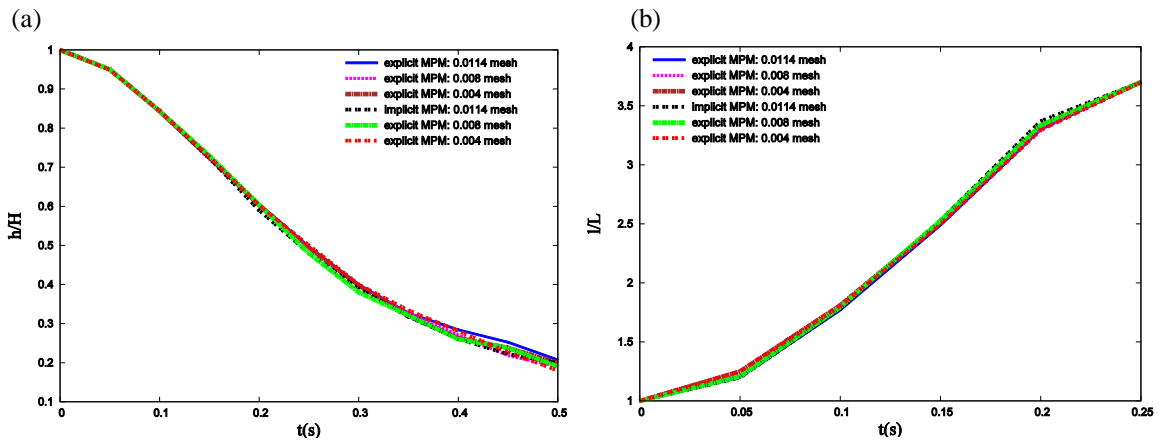 (a)
(b)
1
0.9
0.8
0.7
0.6
0.5
0.4
0.3
0.2
0.1
h/H
0
0.1
0.2
0.3
0.4
0.5
t(s)
explicit MPM: 0.0114 mesh
explicit MPM: 0.008 mesh
explicit MPM: 0.004 mesh
implicit MPM: 0.0114 mesh
explicit MPM: 0.008 mesh
explicit MPM: 0.004 mesh
4
3.5
3
2.5
2
1.5
1
l/L
0
0.05
0.1
0.15
0.2
0.25
t(s)
explicit MPM: 0.0114 mesh
explicit MPM: 0.008 mesh
explicit MPM: 0.004 mesh
implicit MPM: 0.0114 mesh
explicit MPM: 0.008 mesh
explicit MPM: 0.004 mesh